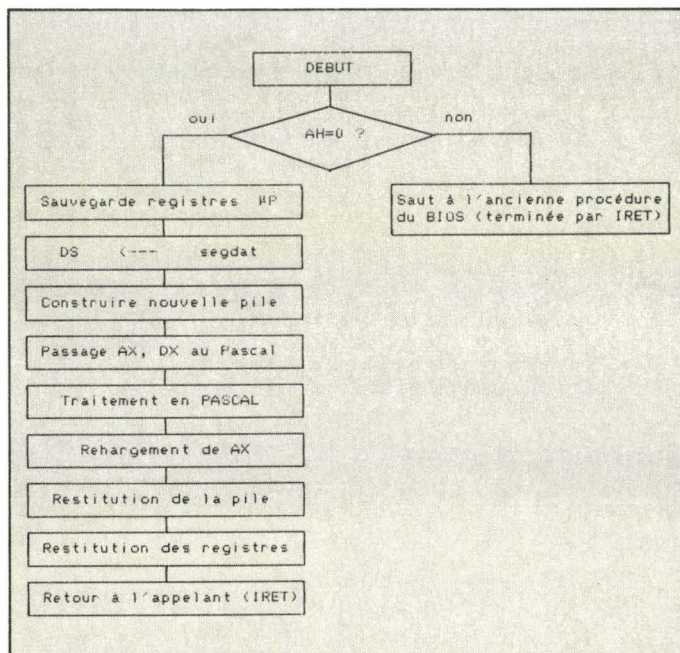 DEBUT
AH=0 ?
oui
non
Sauvegarde registres µP
DS <--- segdat
Construire nouvelle pile
Passage AX, DX au Pascal
Traitement en PASCAL
Rehargement de AX
Restitution de la pile
Restitution des registres
Retour à l'appelant (IRET)
Saut à l'ancienne procédure
du BIOS (terminée par IRET)